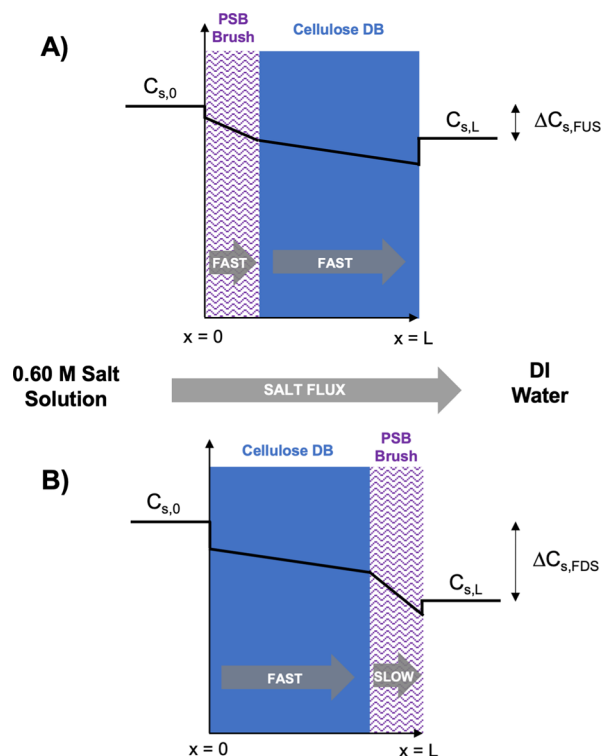 PSB
Brush
Cellulose DB
A)
Cs,0
Cs,L
ΔCs,FUS
FAST
FAST
x = 0
x = L
0.60 M Salt
Solution
SALT FLUX
DI
Water
PSB
Brush
Cellulose DB
B)
Cs,0
Cs,L
ΔCs,FDS
FAST
SLOW
x = 0
x = L